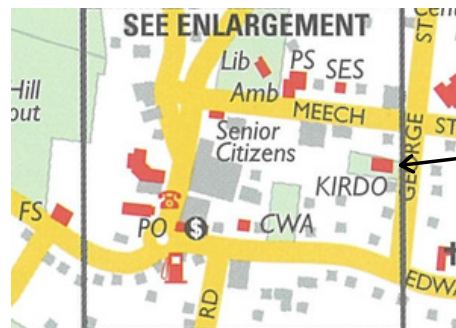 SEE ENLARGEMENT
Cent
ST
Hill
out
Lib
PS
SES
Amb
MEECH
ST
Senior
Citizens
GEORGE
KIRDO
FS
PO
$
CWA
RD
EDWA